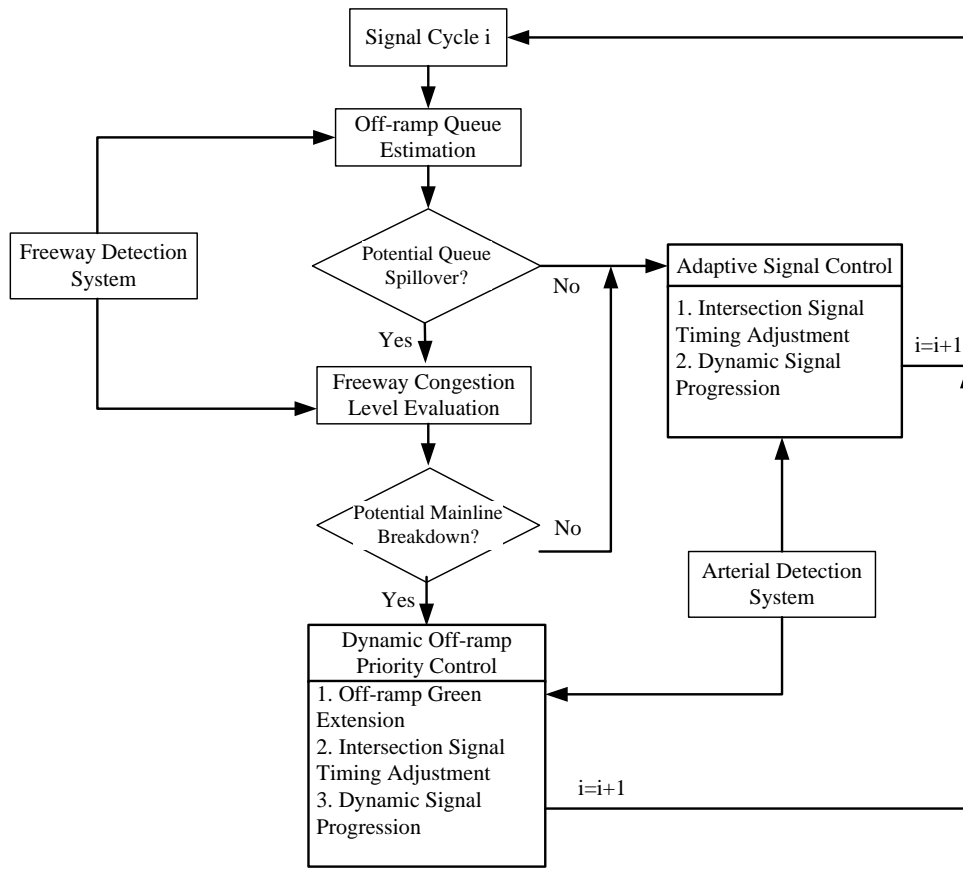 Signal Cycle i
Off-ramp Queue
Estimation
Freeway Detection
System
Potential Queue
Spillover?
No
Yes
Adaptive Signal Control
1. Intersection Signal
Timing Adjustment
2. Dynamic Signal
Progression
i=i+1
Freeway Congestion
Level Evaluation
Potential Mainline
Breakdown?
No
Yes
Arterial Detection
System
Dynamic Off-ramp
Priority Control
1. Off-ramp Green
Extension
2. Intersection Signal
Timing Adjustment
3. Dynamic Signal
Progression
i=i+1